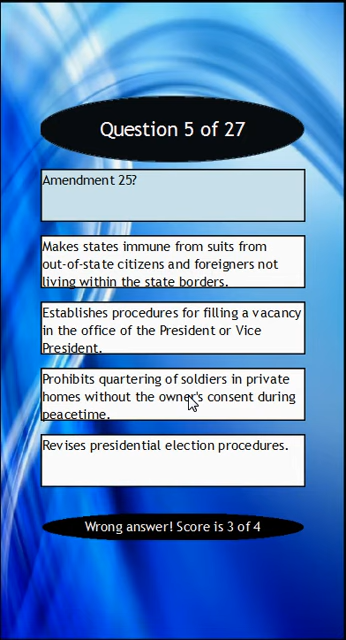 Question 5 of 27
Amendment 25?
Makes states immune from suits from
out-of-state citizens and foreigners not
living within the state borders.
Establishes procedures for filling a vacancy
in the office of the President or Vice
President.
Prohibits quartering of soldiers in private
homes without the owner's consent during
peacetime.
Revises presidential election procedures.
Wrong answer! Score is 3 of 4